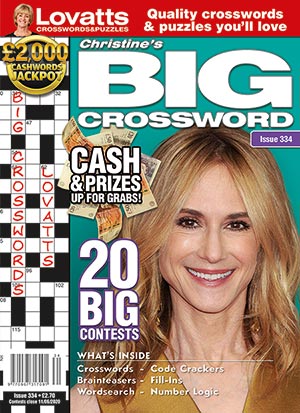 Lovatts
CROSSWORDS&PUZZLES
Quality crosswords
& puzzles you'll love
£2,000
CASHWORDS
JACKPOT
Christine's
BIG
CROSSWORD
Issue 334
BIG CROSSWORDS
LOVATTS
CASH
& PRIZES
UP FOR GRABS!
20
BIG
CONTESTS
WHAT'S INSIDE
Crosswords - Code Crackers
Brainteasers - Fill-Ins
Wordsearch - Number Logic
115
Issue 334 • £2.70